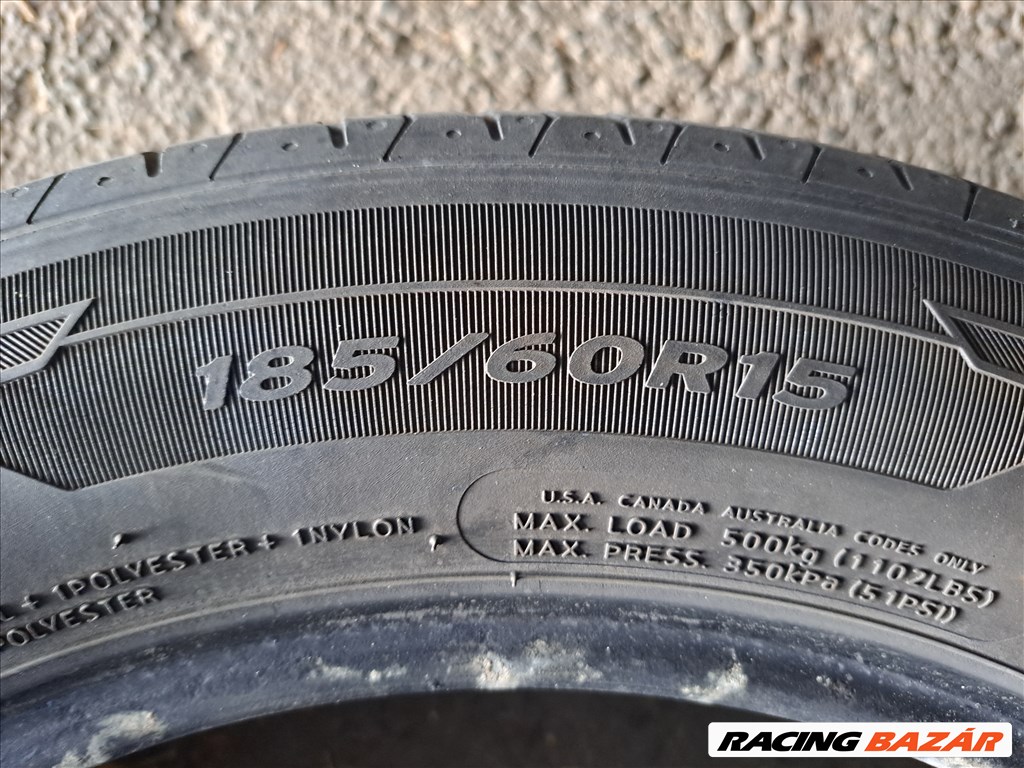 185/60R15
U.S.A. CANADA AUSTRALIA CODES ONLY
MAX. LOAD 500kg (1102LBS)
MAX. PRESS. 350kPa (51PSI)
+ 1POLYESTER + 1NYLON
POLYESTER
RACING BAZÁR